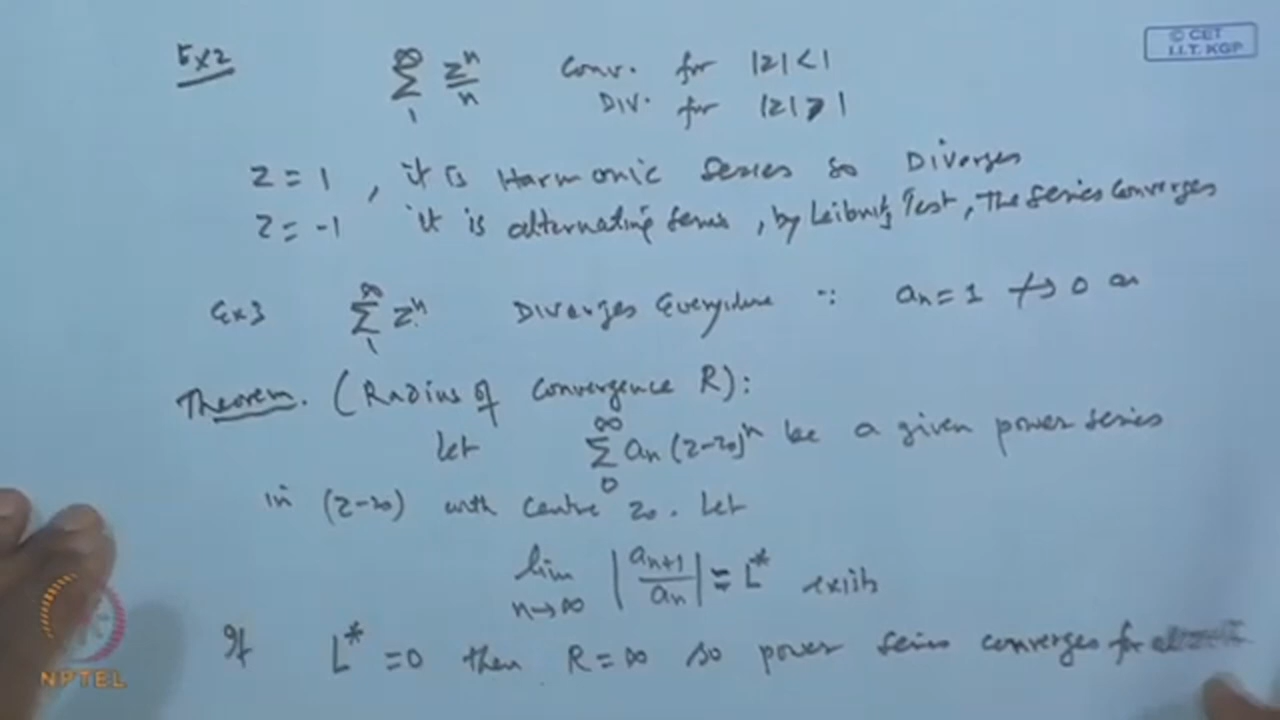 © CET
I.I.T. KGP
Ex2 ∞∑1 zⁿ/n Conv. for |z|<1
Div. for |z|>1
z = 1 , it is Harmonic Series so Diverges
z = -1 it is alternating series , by Leibnitz Test, The series Converges
Ex3 ∞∑1 zⁿ Diverges Everywhere ∵ aₙ = 1 ↛ 0 as
Theorem. (Radius of Convergence R):
Let ∞∑0 aₙ (z-z₀)ⁿ be a given power series
in (z-z₀) with centre z₀. Let
lim n→∞ |aₙ₊₁/aₙ| = L* exists
If L* = 0 then R = ∞ so power series converges for
NPTEL